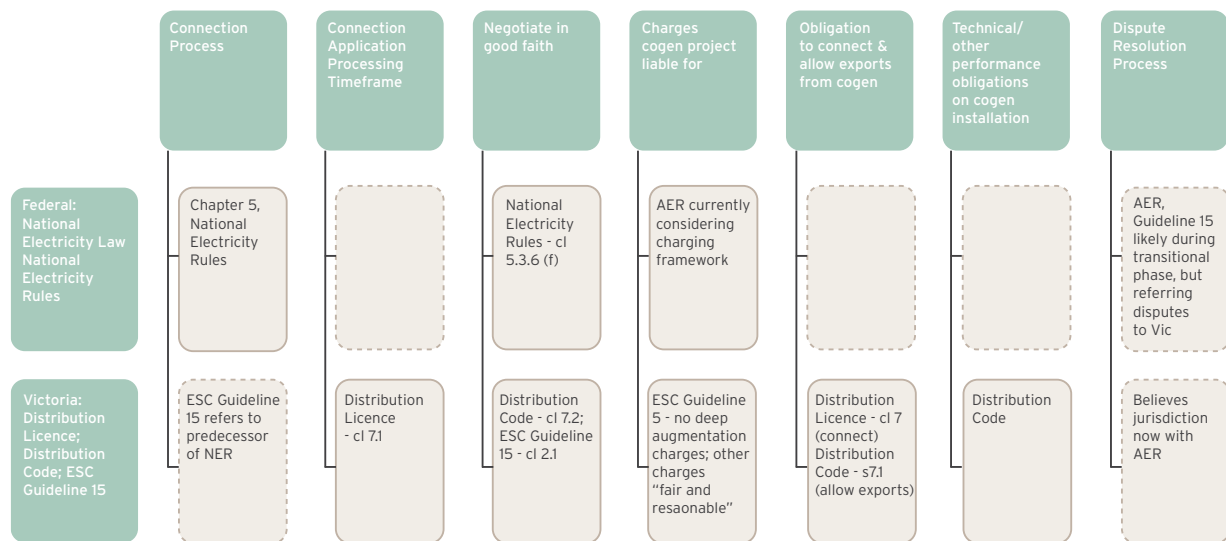 Connection
Process
Connection
Application
Processing
Timeframe
Negotiate in
good faith
Charges
cogen project
liable for
Obligation
to connect &
allow exports
from cogen
Technical/
other
performance
obligations
on cogen
installation
Dispute
Resolution
Process
Federal:
National
Electricity Law
National
Electricity
Rules
Chapter 5,
National
Electricity
Rules
National
Electricity
Rules - cl
5.3.6 (f)
AER currently
considering
charging
framework
AER,
Guideline 15
likely during
transitional
phase, but
referring
disputes
to Vic
Victoria:
Distribution
Licence;
Distribution
Code; ESC
Guideline 15
ESC Guideline
15 refers to
predecessor
of NER
Distribution
Licence
- cl 7.1
Distribution
Code - cl 7.2;
ESC Guideline
15 - cl 2.1
ESC Guideline
5 - no deep
augmentation
charges; other
charges
“fair and
resaonable”
Distribution
Licence - cl 7
(connect)
Distribution
Code - s7.1
(allow exports)
Distribution
Code
Believes
jurisdiction
now with
AER